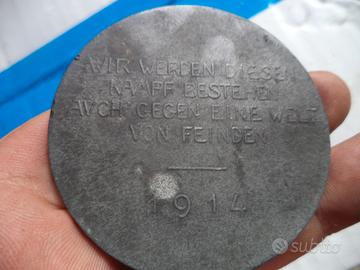 WIR WERDEN DIESEN
KAMPF BESTEHEN
AUCH GEGEN EINE WELT
VON FEINDEN
1914
subito